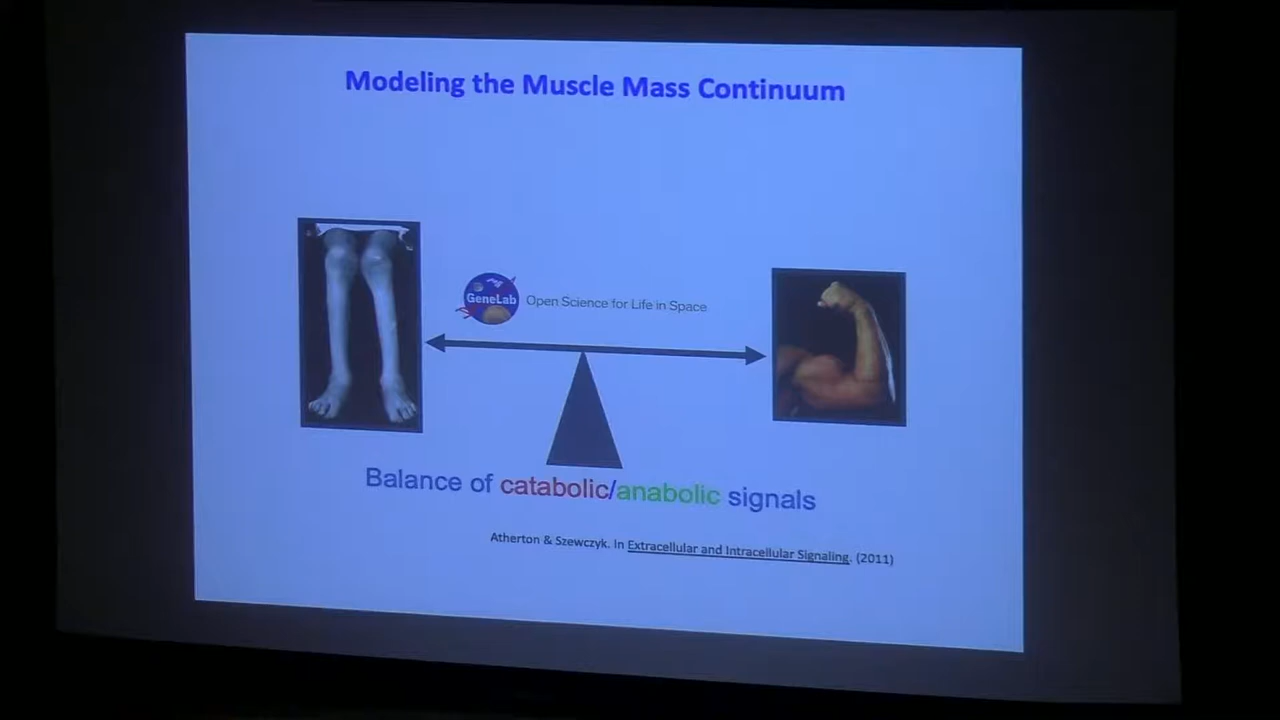 Modeling the Muscle Mass Continuum
GeneLab
Open Science for Life in Space
Balance of catabolic/anabolic signals
Atherton & Szewczyk. In Extracellular and Intracellular Signaling. (2011)